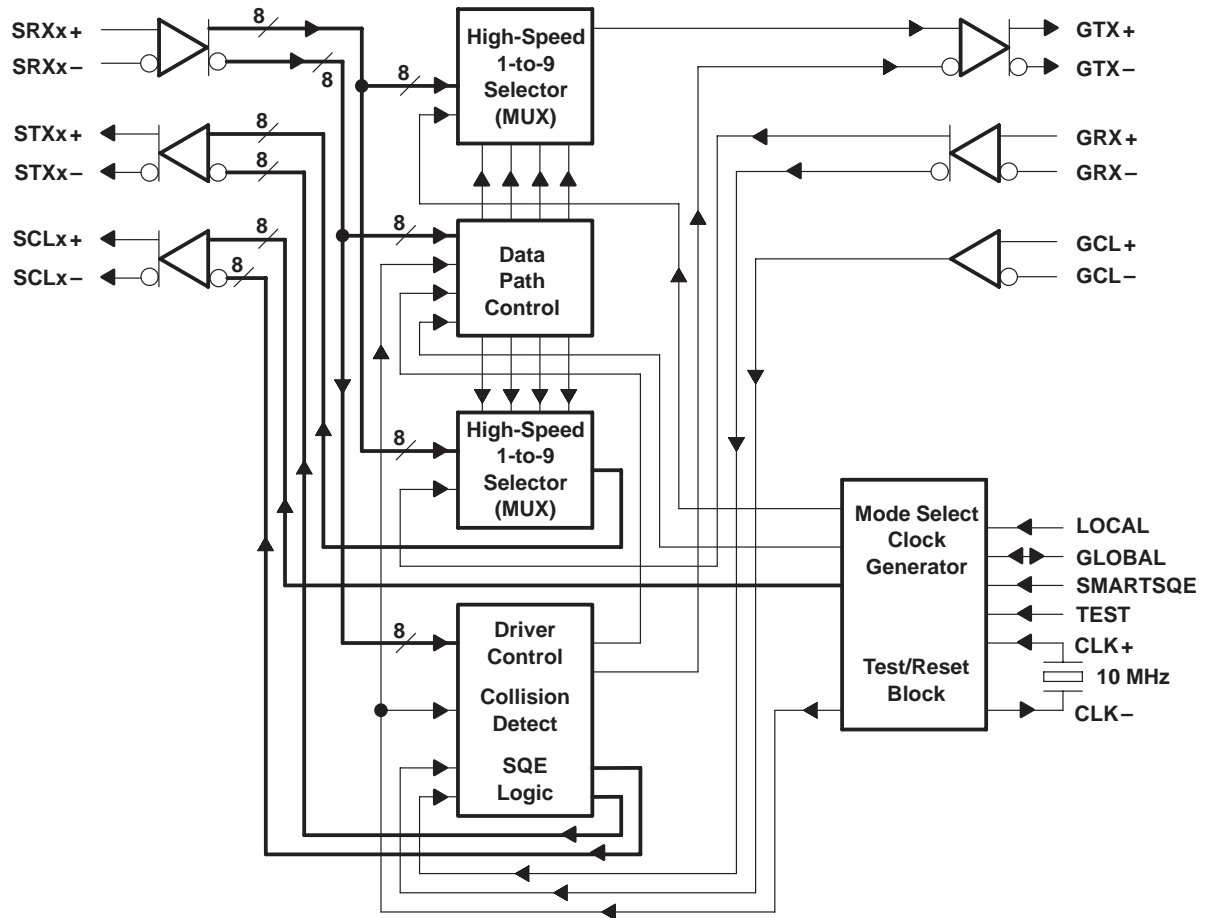 SRXx+
SRXx–
STXx+
STXx–
SCLx+
SCLx–
8
8
8
8
8
8
8
High-Speed
1-to-9
Selector
(MUX)
8
Data
Path
Control
8
High-Speed
1-to-9
Selector
(MUX)
8
Driver
Control
Collision
Detect
SQE
Logic
GTX+
GTX–
GRX+
GRX–
GCL+
GCL–
Mode Select
Clock
Generator
Test/Reset
Block
LOCAL
GLOBAL
SMARTSQE
TEST
CLK+
10 MHz
CLK–